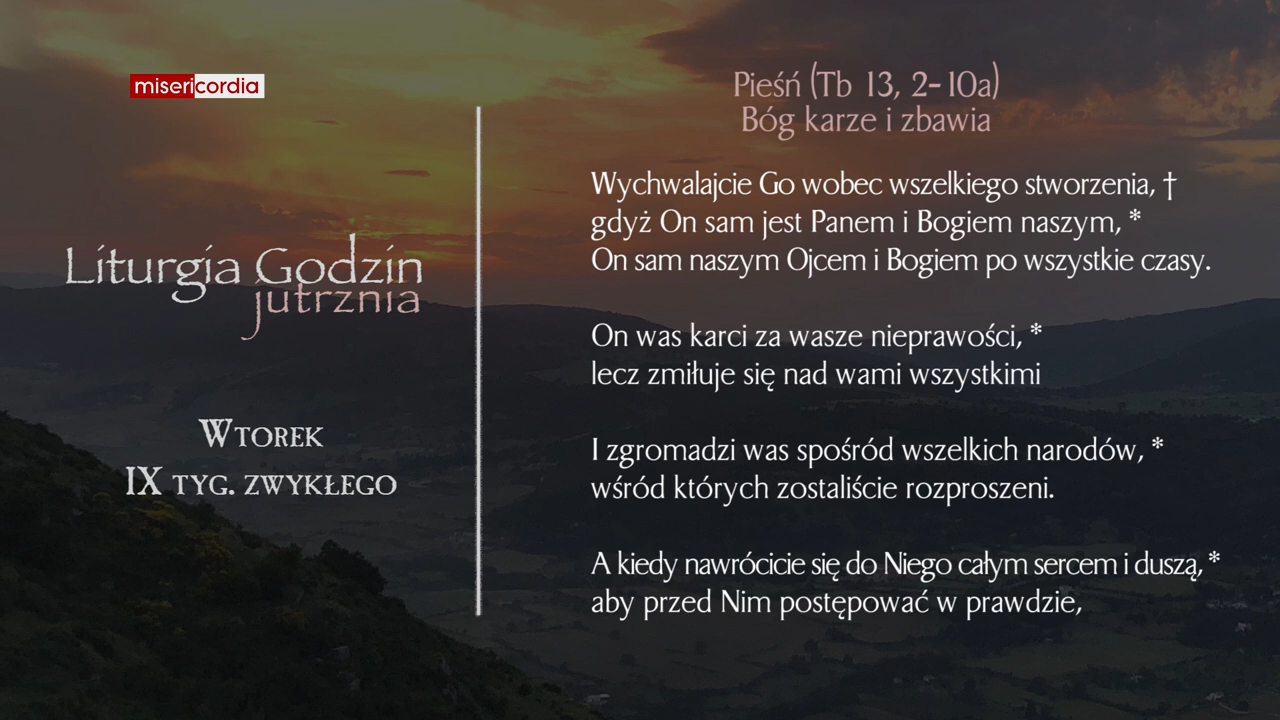 misericordia
Liturgia Godzin
jutrznia
Wtorek
IX tyg. zwykłego
Pieśń (Tb 13, 2-10a)
Bóg karze i zbawia
Wychwalajcie Go wobec wszelkiego stworzenia, †
gdyż On sam jest Panem i Bogiem naszym, *
On sam naszym Ojcem i Bogiem po wszystkie czasy.
On was karci za wasze nieprawości, *
lecz zmiłuje się nad wami wszystkimi
I zgromadzi was spośród wszelkich narodów, *
wśród których zostaliście rozproszeni.
A kiedy nawrócicie się do Niego całym sercem i duszą, *
aby przed Nim postępować w prawdzie,